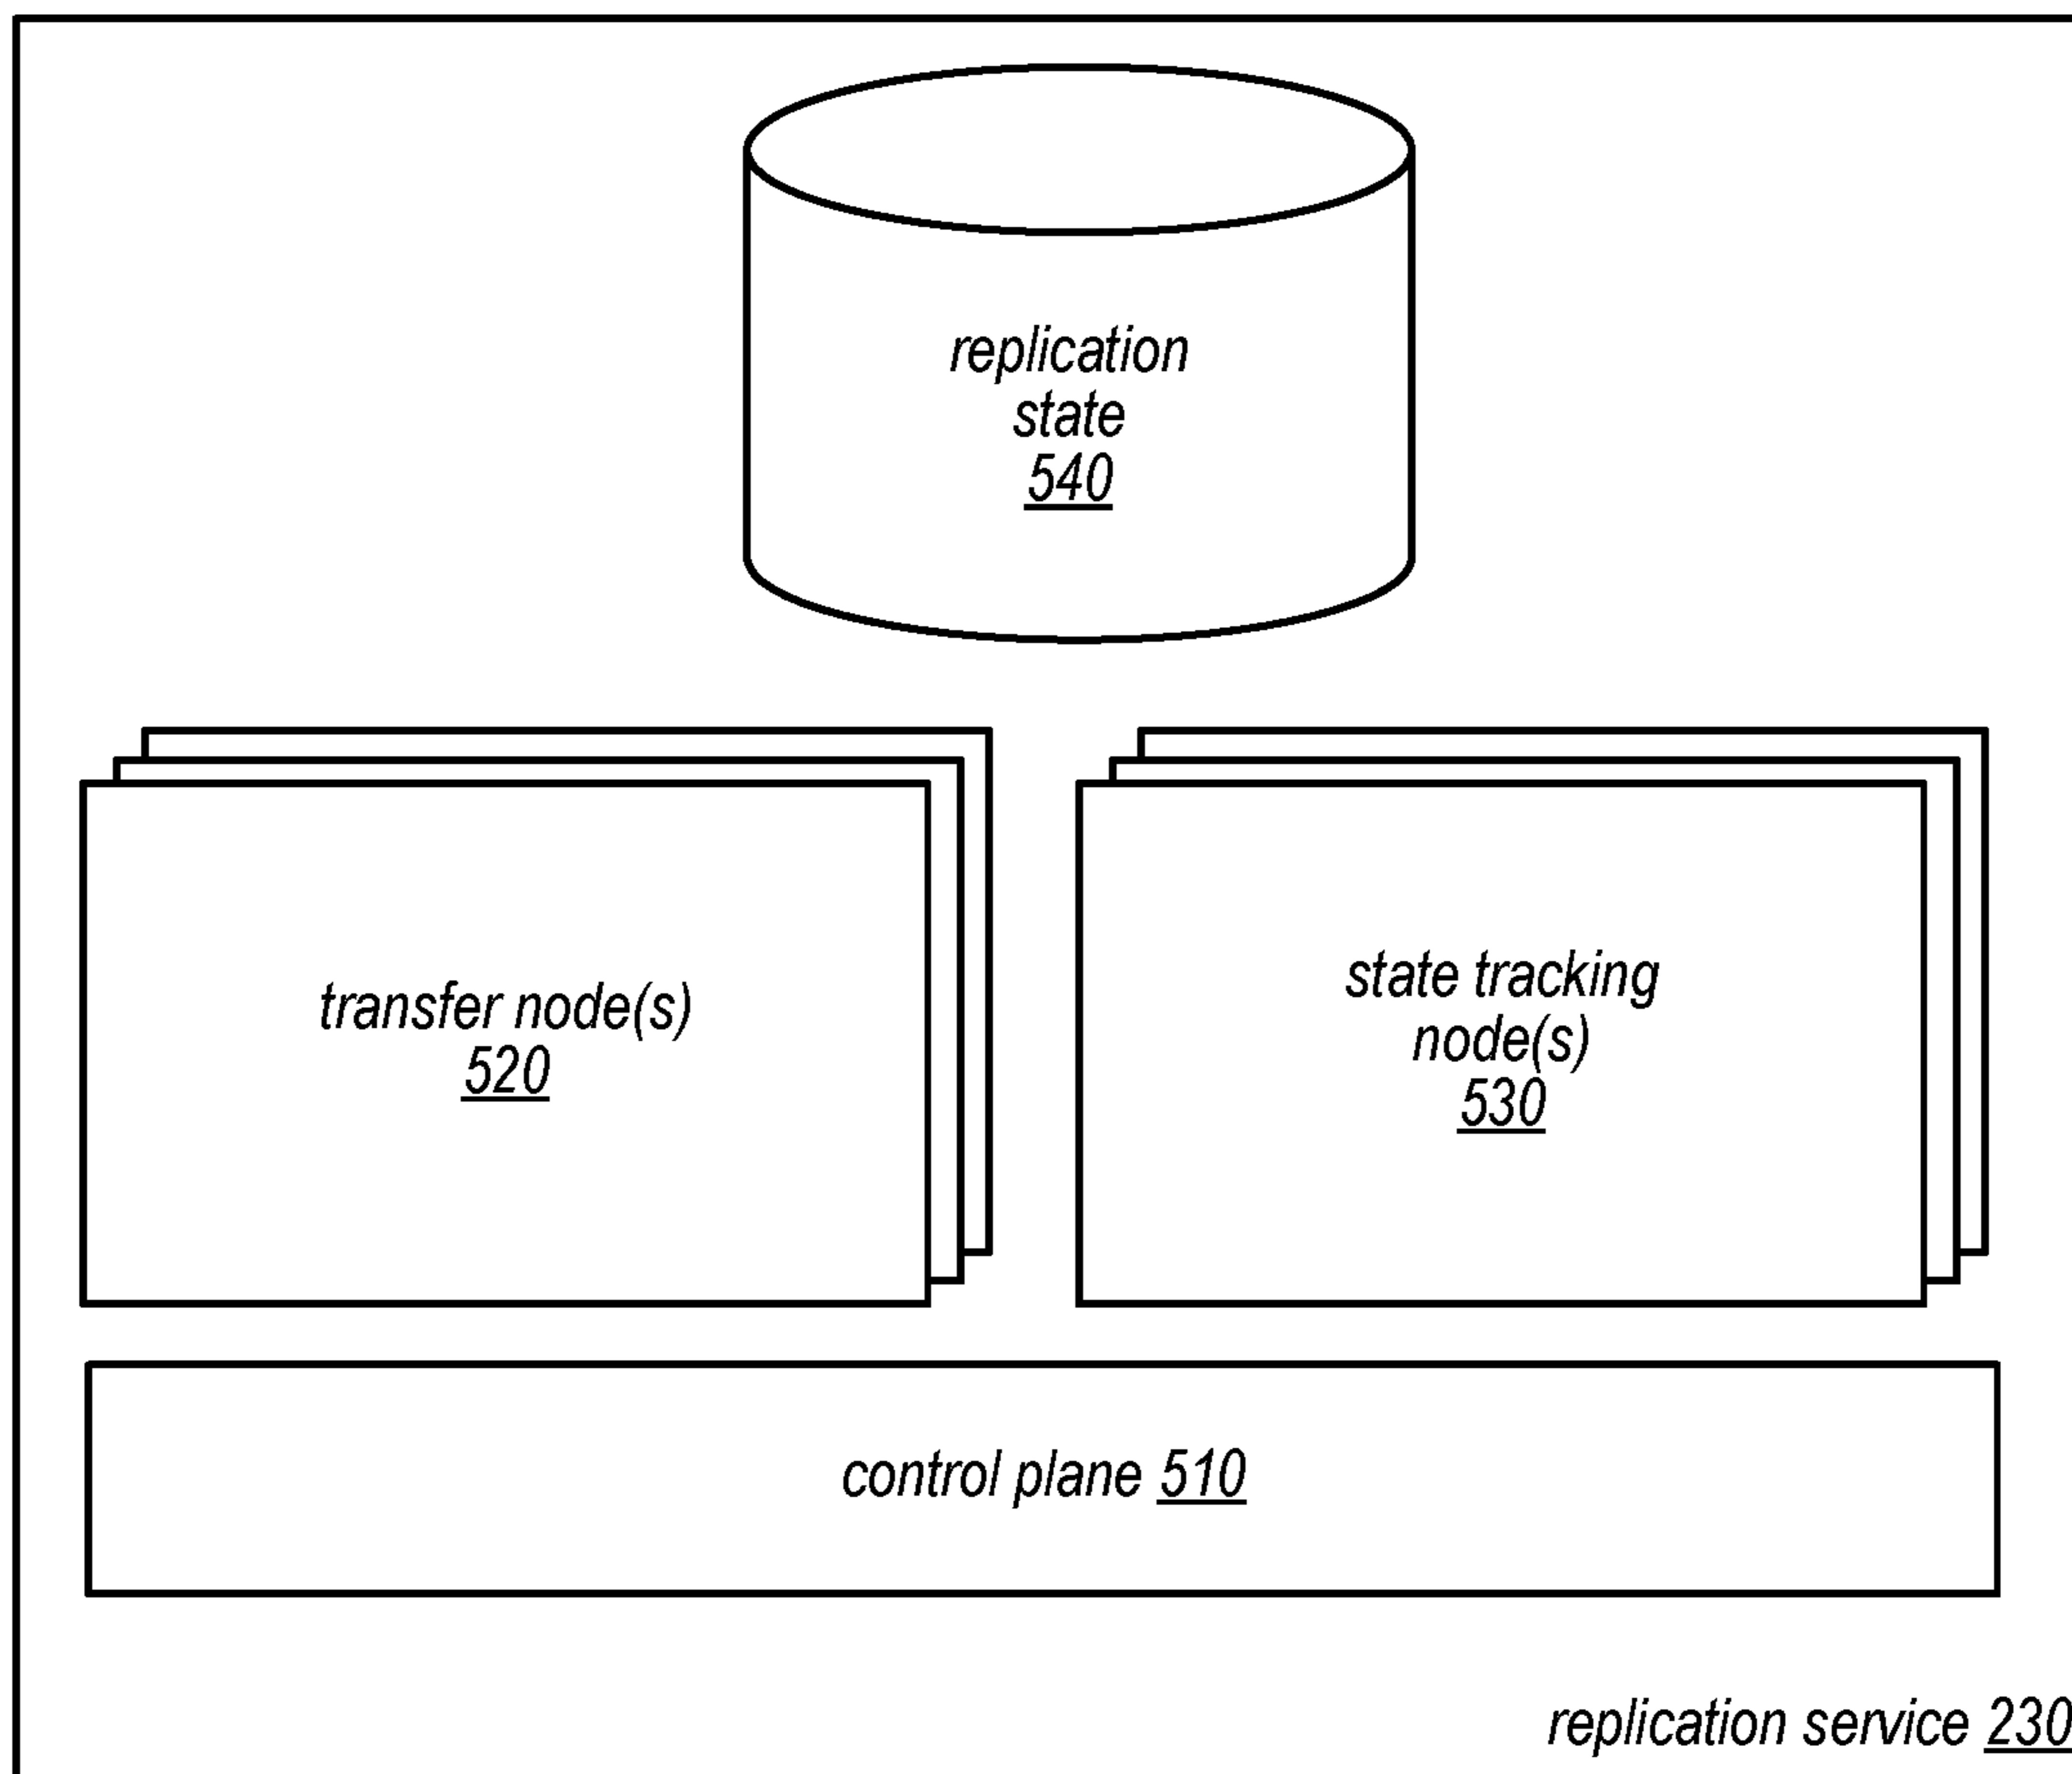 replication
state
540
transfer node(s)
520
state tracking
node(s)
530
control plane 510
replication service 230